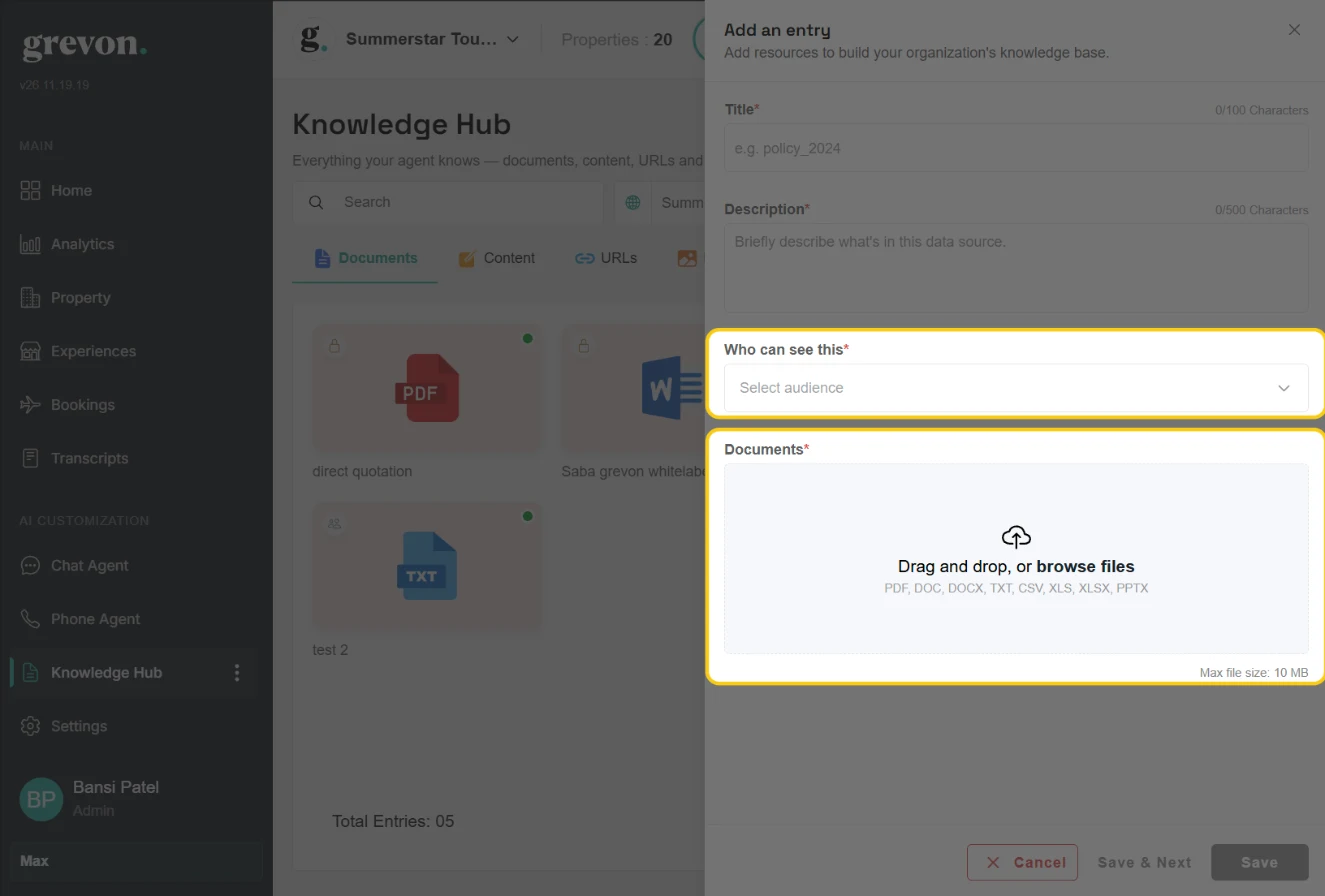 grevon.
v26.11.19.19
MAIN
Home
Analytics
Property
Experiences
Bookings
Transcripts
AI CUSTOMIZATION
Chat Agent
Phone Agent
Knowledge Hub
Settings
BP
Bansi Patel
Admin
Max
g.
Summerstar Tou...
Properties : 20
Knowledge Hub
Everything your agent knows — documents, content, URLs and
Search
Summ
Documents
Content
URLs
PDF
direct quotation
W
Saba grevon whitelabe
TXT
test 2
Total Entries: 05
Add an entry
Add resources to build your organization's knowledge base.
Title*
0/100 Characters
e.g. policy_2024
Description*
0/500 Characters
Briefly describe what's in this data source.
Who can see this*
Select audience
Documents*
Drag and drop, or browse files
PDF, DOC, DOCX, TXT, CSV, XLS, XLSX, PPTX
Max file size: 10 MB
Cancel
Save & Next
Save